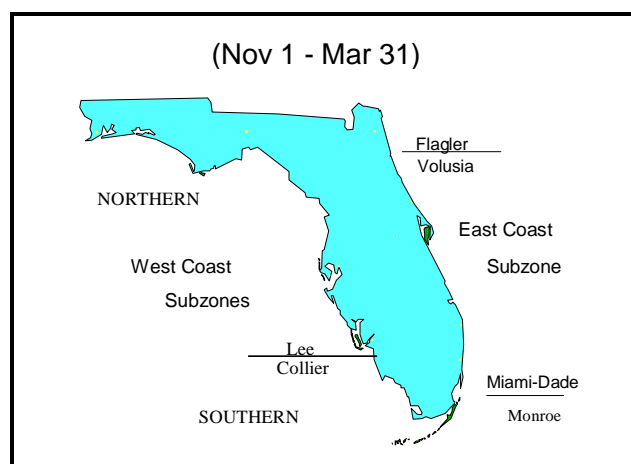 (Nov 1 - Mar 31)
Flagler
Volusia
NORTHERN
East Coast
Subzone
West Coast
Subzones
Lee
Collier
Miami-Dade
Monroe
SOUTHERN